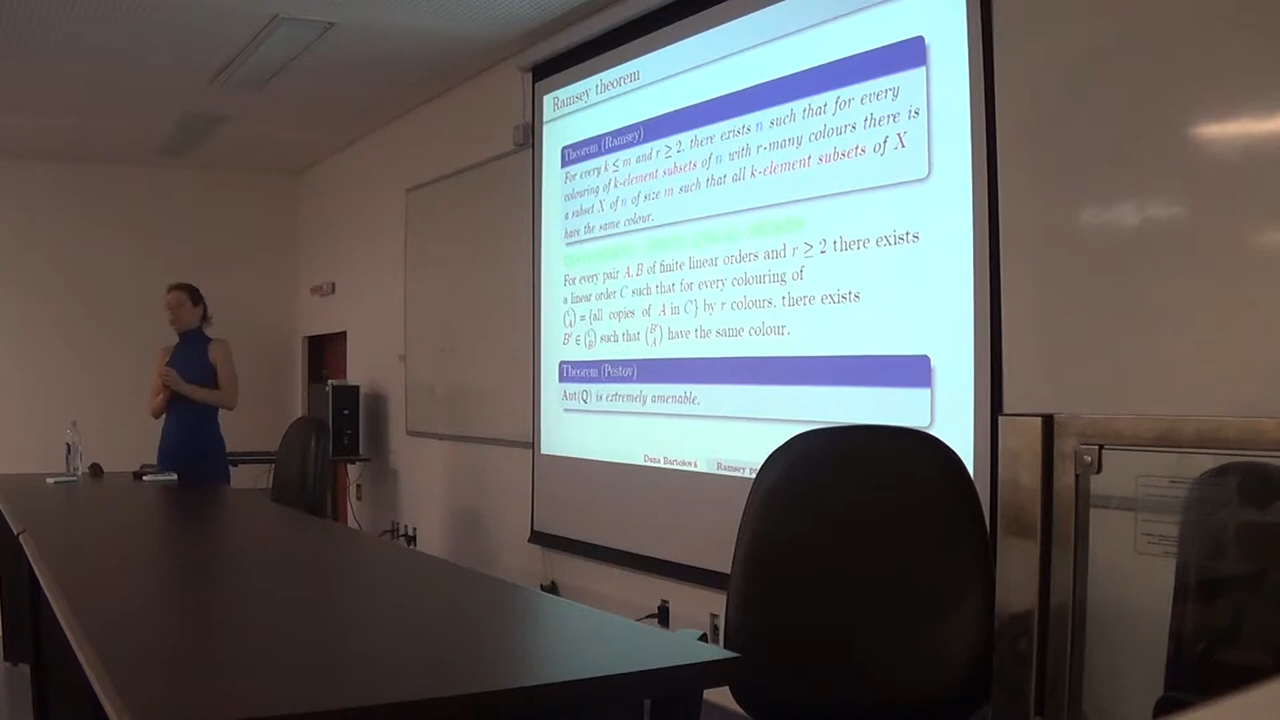 Ramsey theorem
Theorem (Ramsey)
For every k ≤ m and r ≥ 2, there exists n such that for every
colouring of k-element subsets of n with r-many colours there is
a subset X of n of size m such that all k-element subsets of X
have the same colour.
For every pair A, B of finite linear orders and r ≥ 2 there exists
a linear order C such that for every colouring of
(C A) = {all copies of A in C} by r colours, there exists
B′ ∈ (C B) such that (B′ A) have the same colour.
Theorem (Pestov)
Aut(Q) is extremely amenable.
Dana Bartošová Ramsey